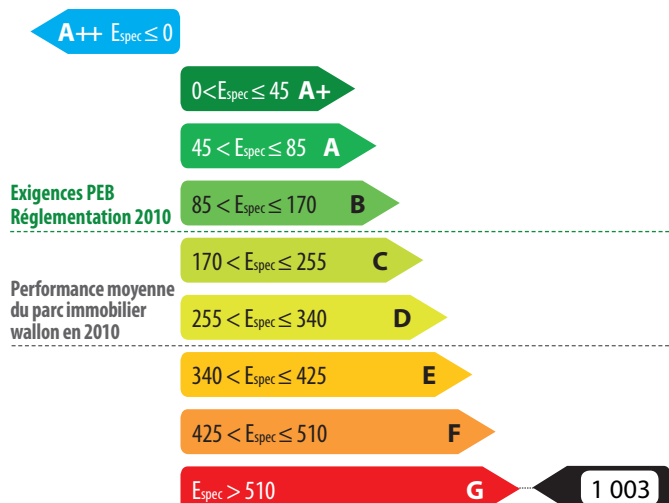 A++ Espec ≤ 0
0<Espec ≤ 45 A+
45 < Espec ≤ 85 A
Exigences PEB
Réglementation 2010
85 < Espec ≤ 170 B
170 < Espec ≤ 255 C
Performance moyenne
du parc immobilier
wallon en 2010
255 < Espec ≤ 340 D
340 < Espec ≤ 425 E
425 < Espec ≤ 510 F
Espec > 510 G
1 003